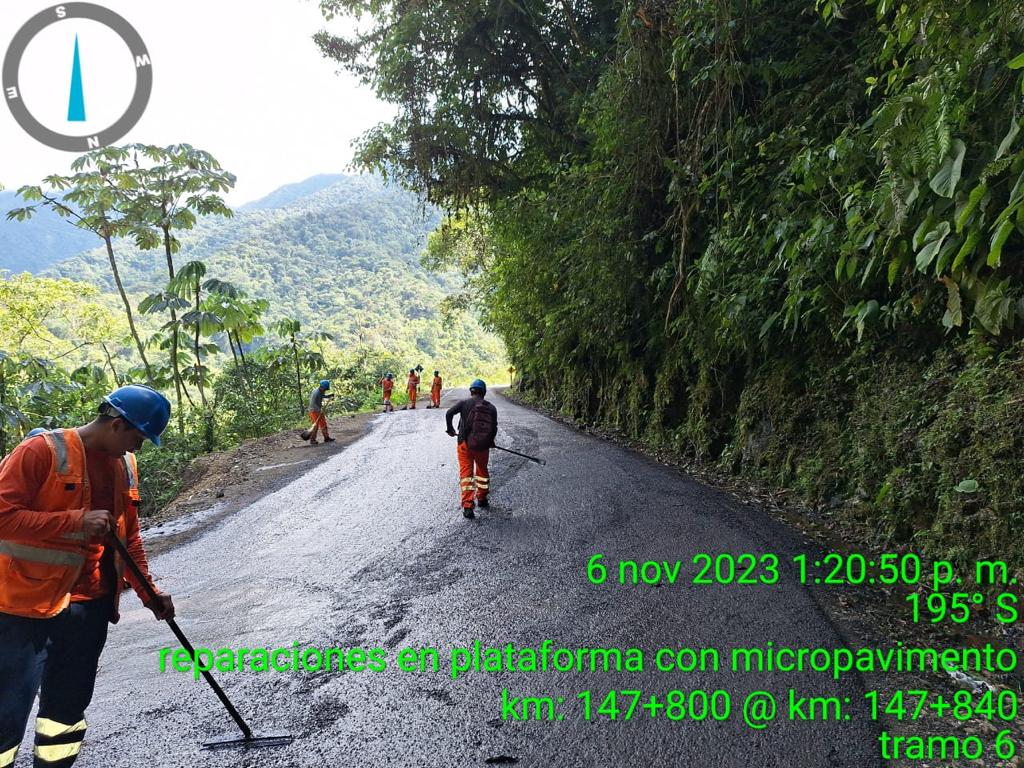 S
W
E
N
6 nov 2023 1:20:50 p. m.
195° S
reparaciones en plataforma con micropavimento
km: 147+800 @ km: 147+840
tramo 6